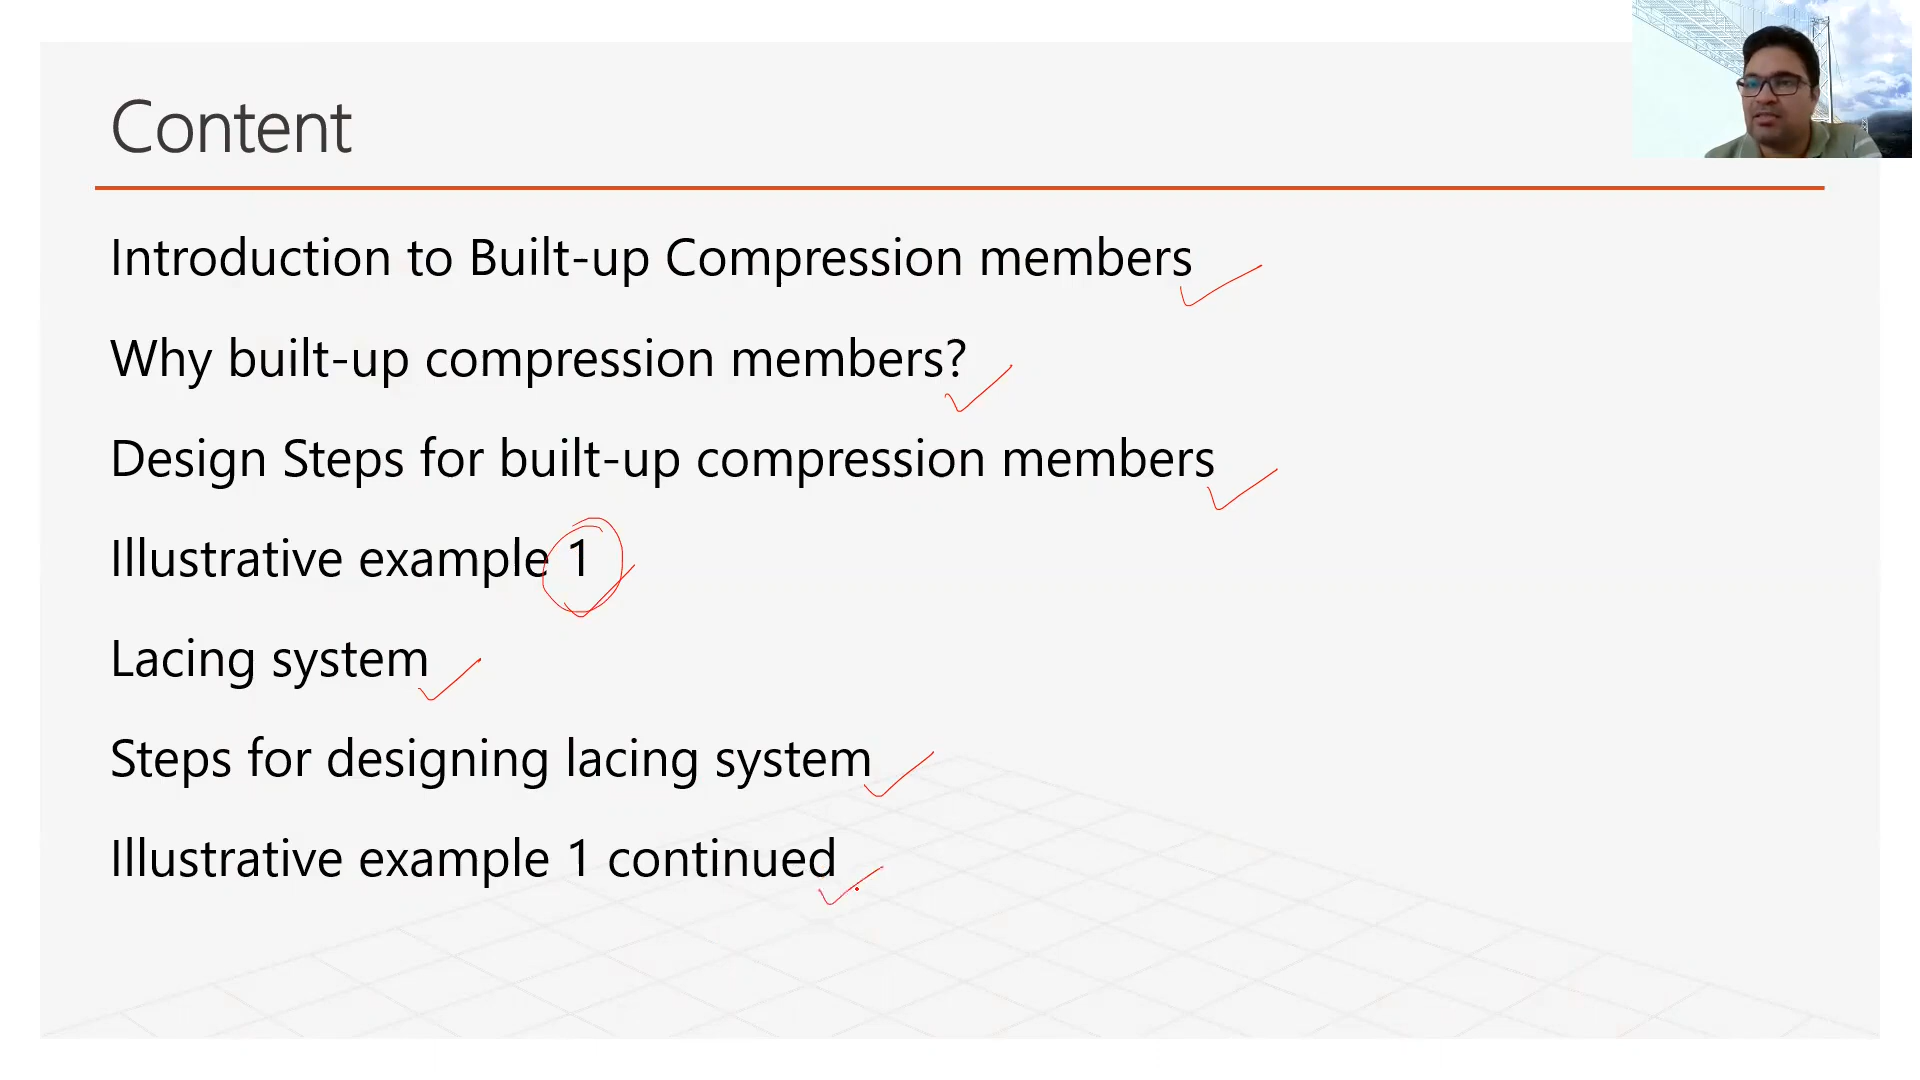 Content
Introduction to Built-up Compression members
Why built-up compression members?
Design Steps for built-up compression members
Illustrative example 1
Lacing system
Steps for designing lacing system
Illustrative example 1 continued